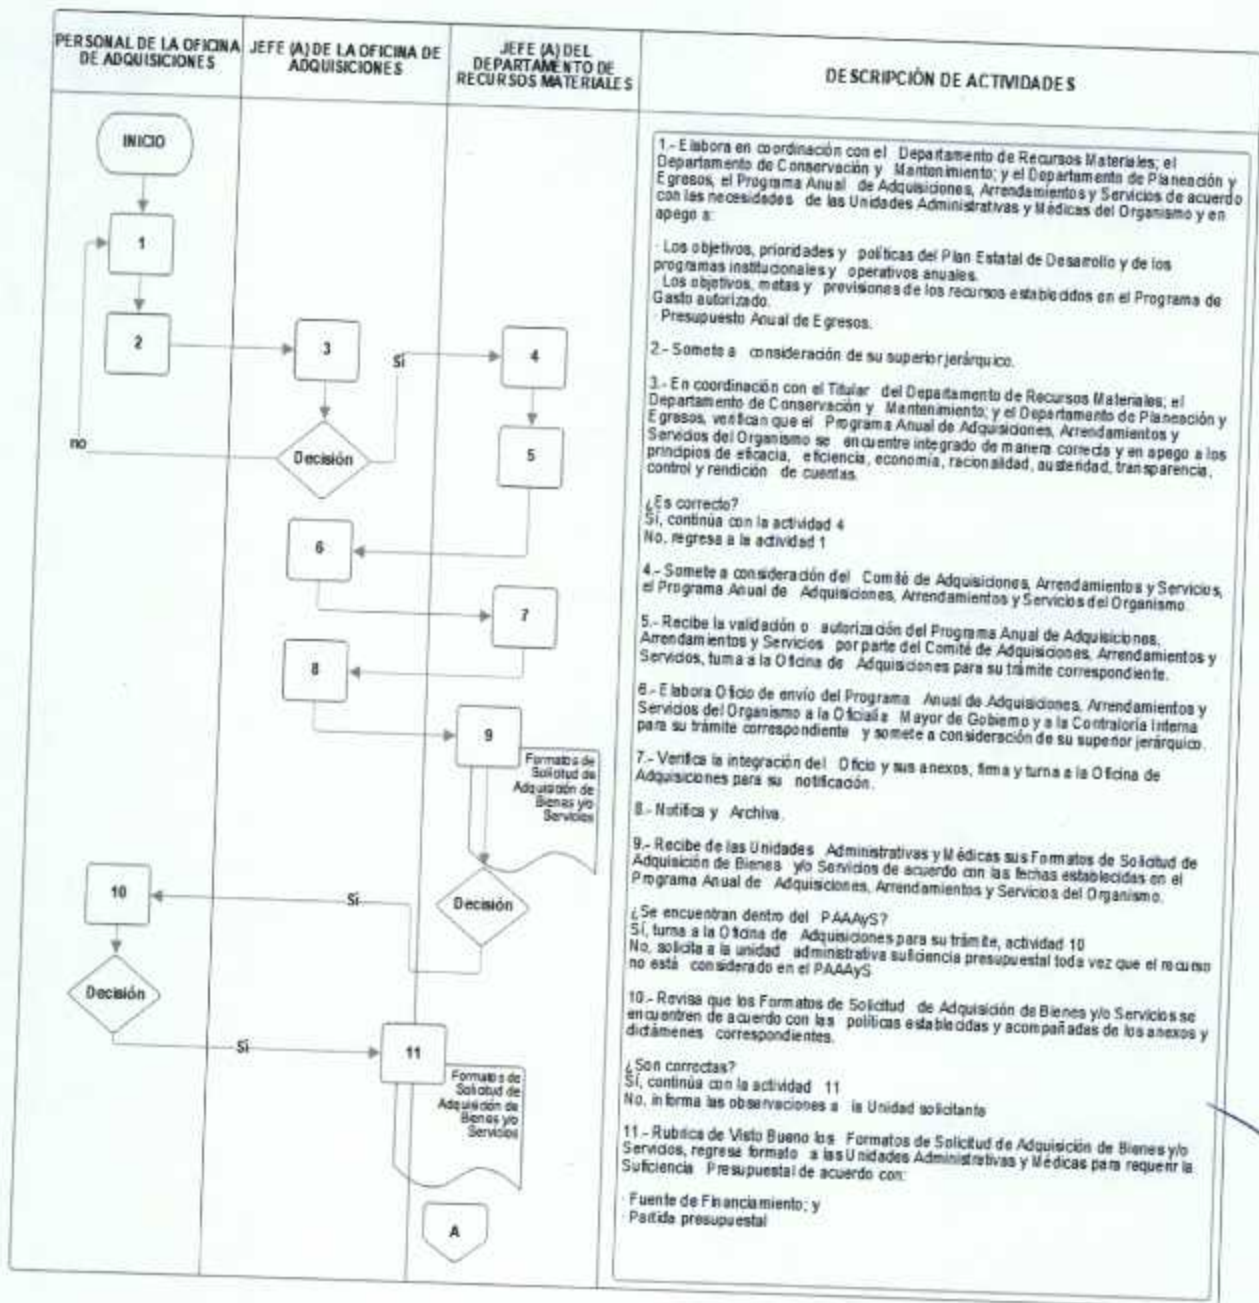 PERSONAL DE LA OFICINA
DE ADQUISICIONES
JEFE (A) DE LA OFICINA DE
ADQUISICIONES
JEFE (A) DEL
DEPARTAMENTO DE
RECURSOS MATERIALES
DESCRIPCIÓN DE ACTIVIDADES
INICIO
1
2
3
Sí
4
no
Decisión
5
6
7
8
9
Formatos de
Solicitud de
Adquisición de
Bienes y/o
Servicios
10
Sí
Decisión
Decisión
Sí
11
Formatos de
Solicitud de
Adquisición de
Bienes y/o
Servicios
A
1.- Elabora en coordinación con el Departamento de Recursos Materiales; el
Departamento de Conservación y Mantenimiento; y el Departamento de Planeación y
Egresos, el Programa Anual de Adquisiciones, Arrendamientos y Servicios de acuerdo
con las necesidades de las Unidades Administrativas y Médicas del Organismo y en
apego a:
· Los objetivos, prioridades y políticas del Plan Estatal de Desarrollo y de los
programas institucionales y operativos anuales.
· Los objetivos, metas y previsiones de los recursos establecidos en el Programa de
Gasto autorizado.
· Presupuesto Anual de Egresos.
2.- Somete a consideración de su superior jerárquico.
3.- En coordinación con el Titular del Departamento de Recursos Materiales; el
Departamento de Conservación y Mantenimiento; y el Departamento de Planeación y
Egresos, verifican que el Programa Anual de Adquisiciones, Arrendamientos y
Servicios del Organismo se encuentre integrado de manera correcta y en apego a los
principios de eficacia, eficiencia, economía, racionalidad, austeridad, transparencia,
control y rendición de cuentas.
¿Es correcto?
Sí, continúa con la actividad 4
No, regresa a la actividad 1
4.- Somete a consideración del Comité de Adquisiciones, Arrendamientos y Servicios,
el Programa Anual de Adquisiciones, Arrendamientos y Servicios del Organismo.
5.- Recibe la validación o autorización del Programa Anual de Adquisiciones,
Arrendamientos y Servicios por parte del Comité de Adquisiciones, Arrendamientos y
Servicios, turna a la Oficina de Adquisiciones para su trámite correspondiente.
6.- Elabora Oficio de envío del Programa Anual de Adquisiciones, Arrendamientos y
Servicios del Organismo a la Oficialía Mayor de Gobierno y a la Contraloría Interna
para su trámite correspondiente y somete a consideración de su superior jerárquico.
7.- Verifica la integración del Oficio y sus anexos, firma y turna a la Oficina de
Adquisiciones para su notificación.
8.- Notifica y Archiva.
9.- Recibe de las Unidades Administrativas y Médicas sus Formatos de Solicitud de
Adquisición de Bienes y/o Servicios de acuerdo con las fechas establecidas en el
Programa Anual de Adquisiciones, Arrendamientos y Servicios del Organismo.
¿Se encuentran dentro del PAAAyS?
Sí, turna a la Oficina de Adquisiciones para su trámite, actividad 10
No, solicita a la unidad administrativa suficiencia presupuestal toda vez que el recurso
no está considerado en el PAAAyS
10.- Revisa que los Formatos de Solicitud de Adquisición de Bienes y/o Servicios se
encuentren de acuerdo con las políticas establecidas y acompañadas de los anexos y
dictámenes correspondientes.
¿Son correctas?
Sí, continúa con la actividad 11
No, informa las observaciones a la Unidad solicitante
11.- Rubrica de Visto Bueno los Formatos de Solicitud de Adquisición de Bienes y/o
Servicios, regresa formato a las Unidades Administrativas y Médicas para requerir la
Suficiencia Presupuestal de acuerdo con:
· Fuente de Financiamiento; y
· Partida presupuestal